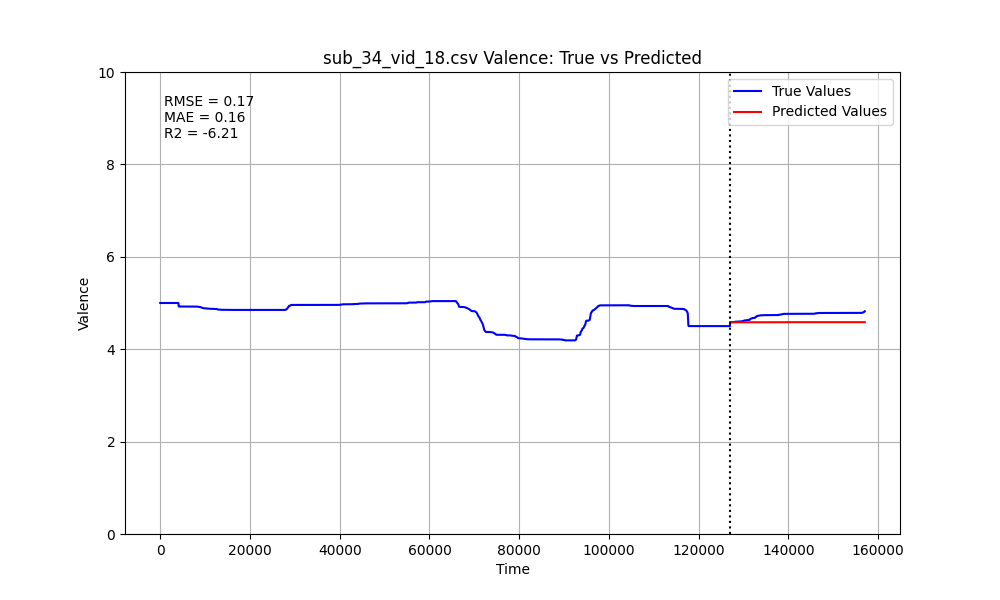 sub_34_vid_18.csv Valence: True vs Predicted
10
8
6
4
2
0
Valence
RMSE = 0.17
MAE = 0.16
R2 = -6.21
True Values
Predicted Values
0
20000
40000
60000
80000
100000
120000
140000
160000
Time